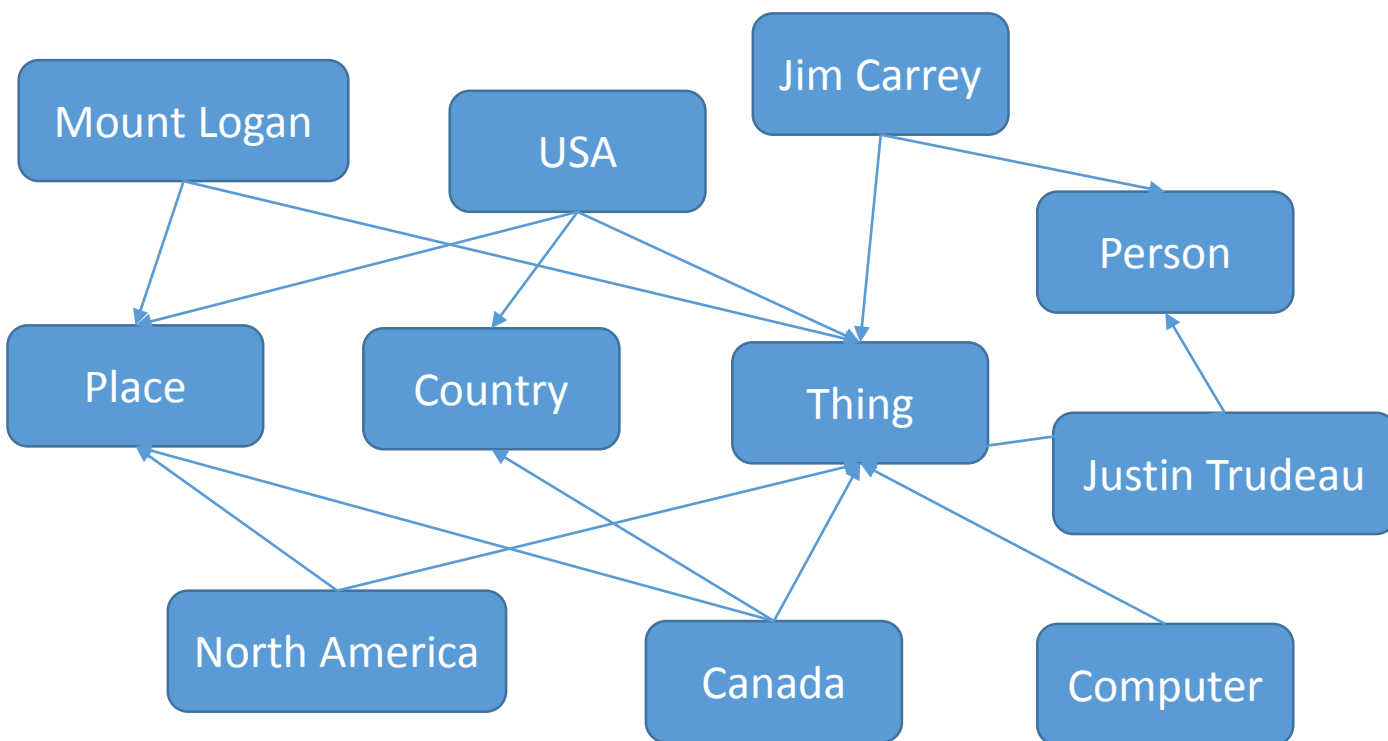 Jim Carrey
Mount Logan
USA
Person
Place
Country
Thing
Justin Trudeau
North America
Canada
Computer